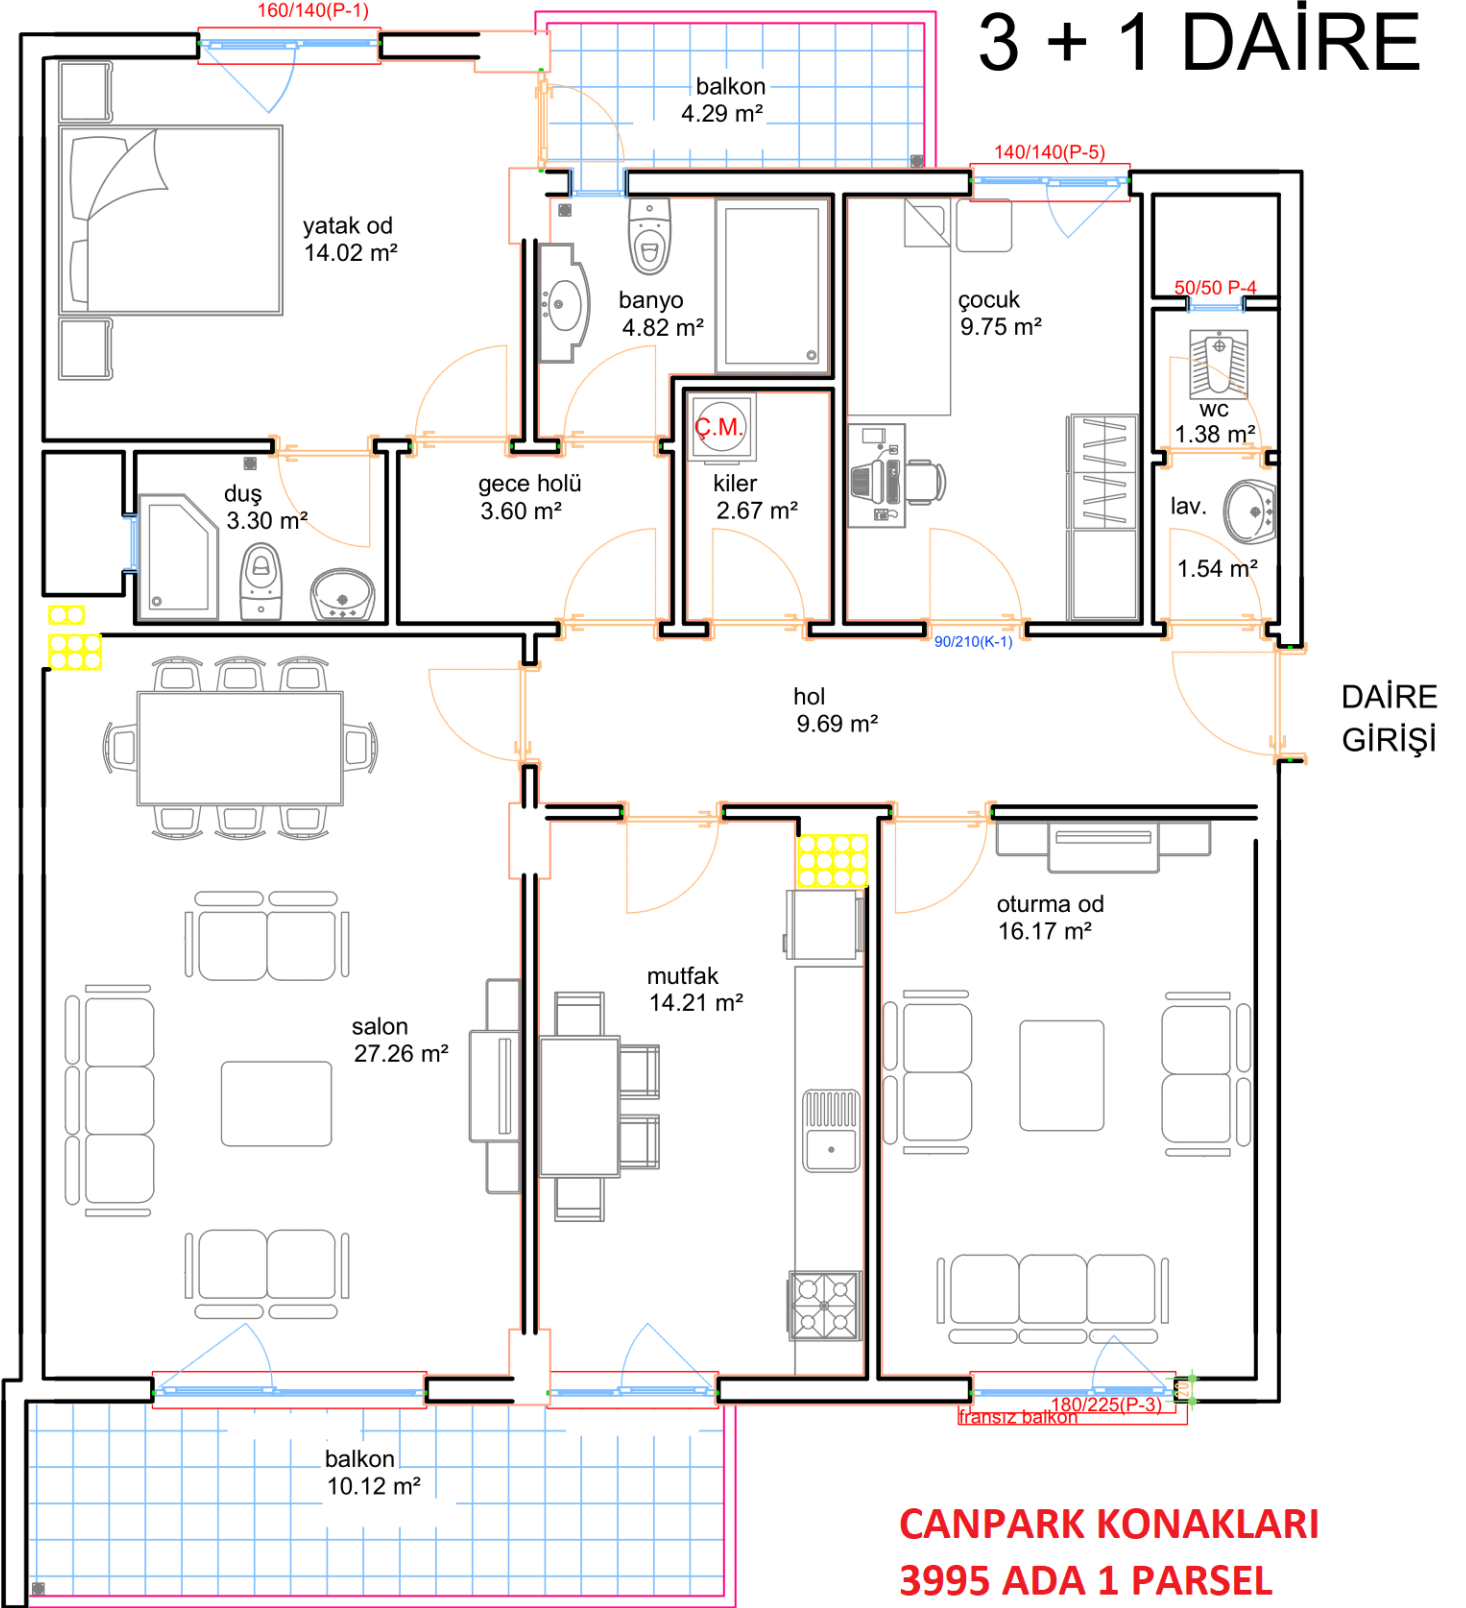 160/140(P-1)
3 + 1 DAİRE
balkon
4.29 m²
140/140(P-5)
yatak od
14.02 m²
banyo
4.82 m²
çocuk
9.75 m²
50/50 P-4
wc
1.38 m²
Ç.M.
duş
3.30 m²
gece holü
3.60 m²
kiler
2.67 m²
lav.
1.54 m²
90/210(K-1)
hol
9.69 m²
DAİRE
GİRİŞİ
oturma od
16.17 m²
mutfak
14.21 m²
salon
27.26 m²
180/225(P-3)
20
fransız balkon
balkon
10.12 m²
CANPARK KONAKLARI
3995 ADA 1 PARSEL